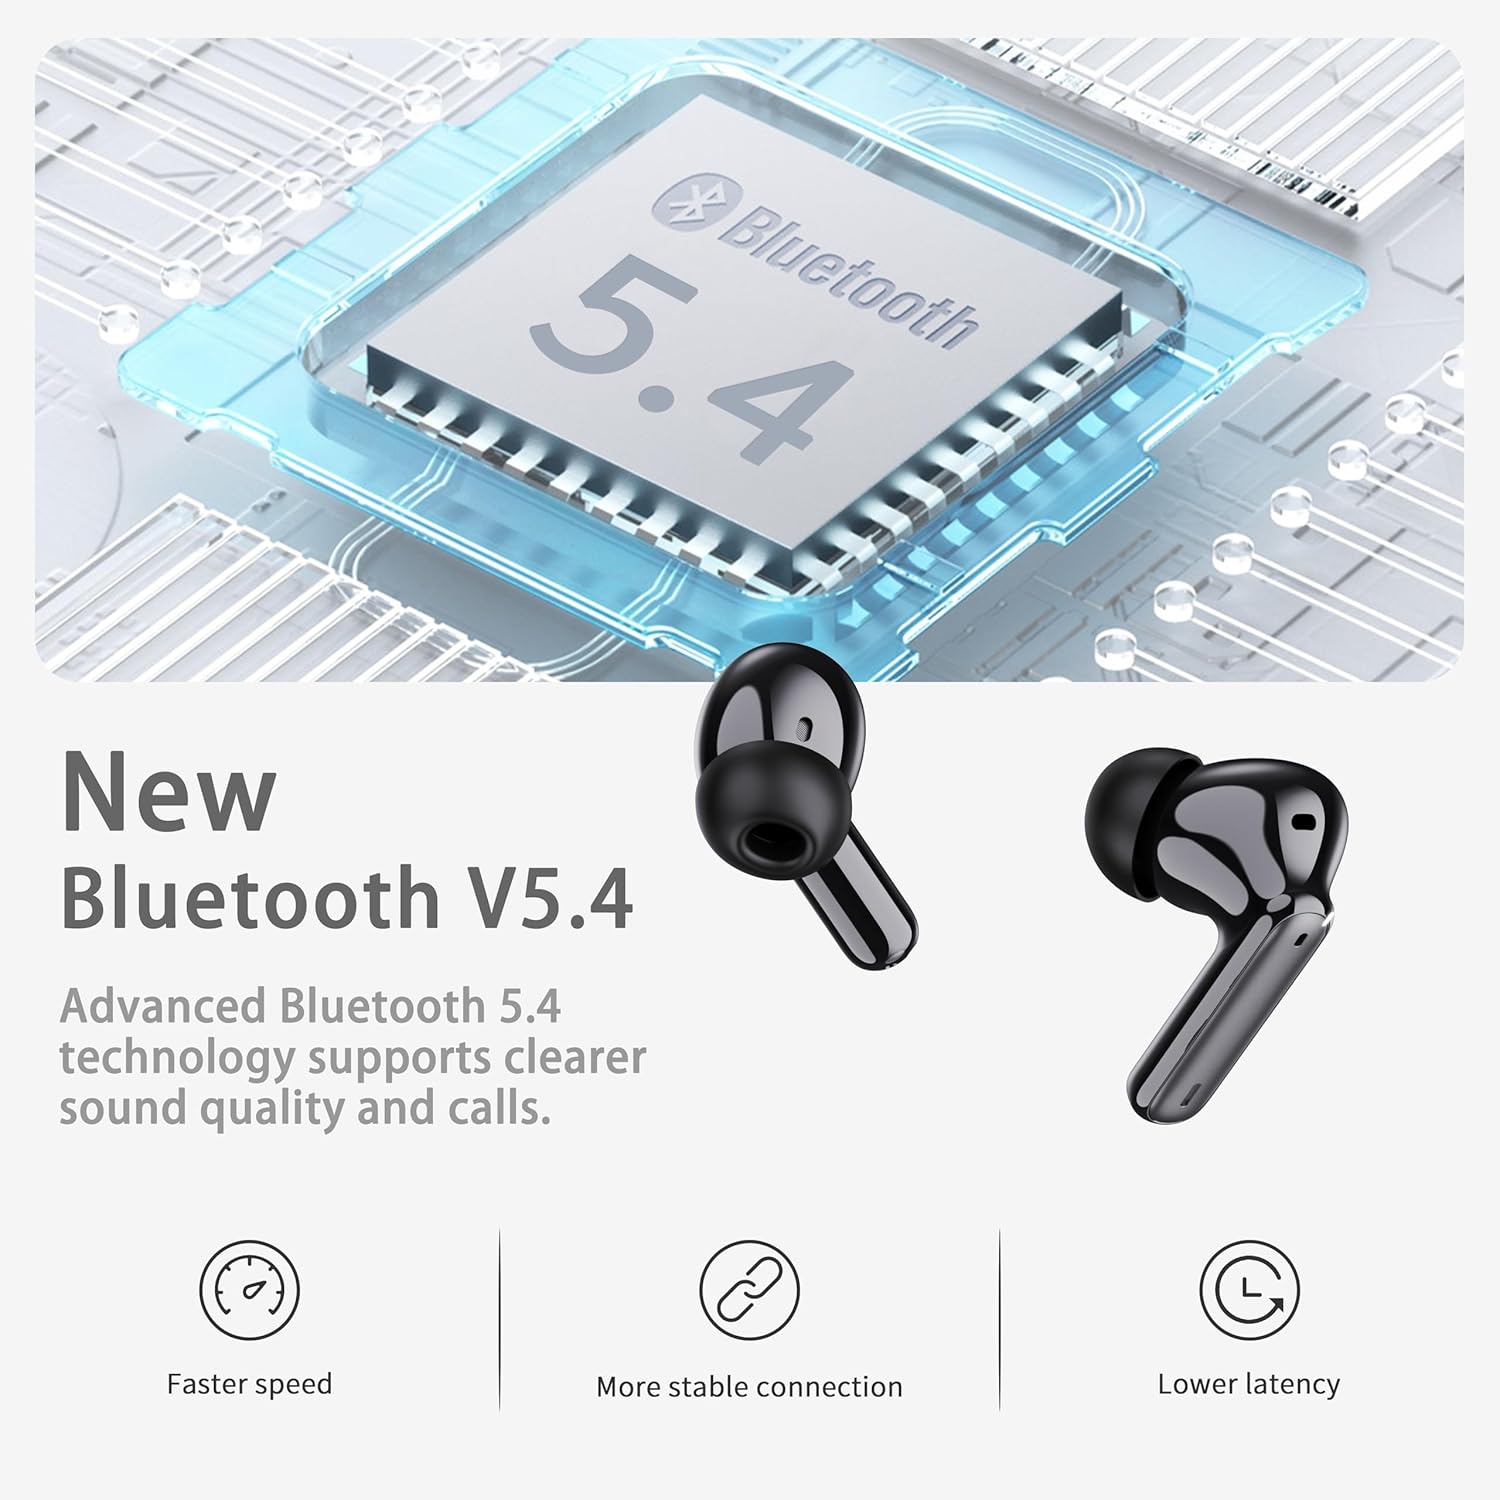 Bluetooth
5.4
New
Bluetooth V5.4
Advanced Bluetooth 5.4
technology supports clearer
sound quality and calls.
Faster speed
More stable connection
Lower latency